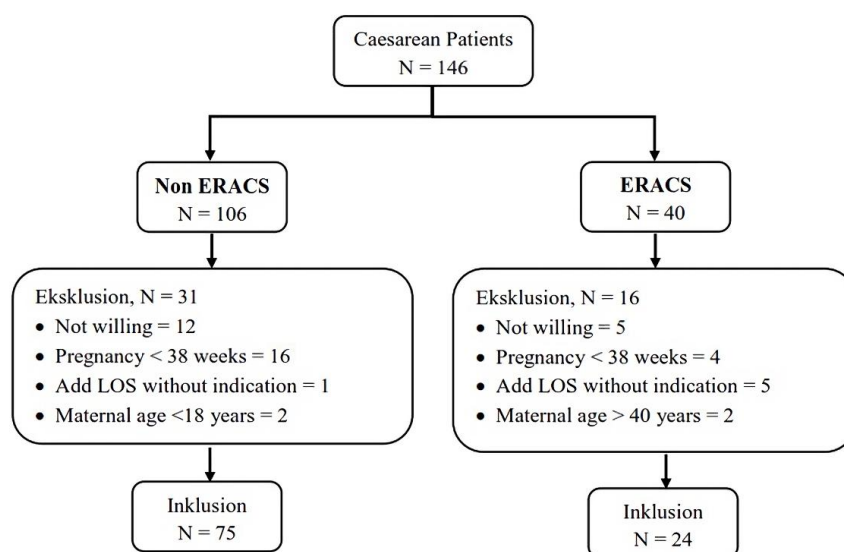 Caesarean Patients
N = 146
Non ERACS
N = 106
ERACS
N = 40
Eksklusion, N = 31
• Not willing = 12
• Pregnancy < 38 weeks = 16
• Add LOS without indication = 1
• Maternal age <18 years = 2
Eksklusion, N = 16
• Not willing = 5
• Pregnancy < 38 weeks = 4
• Add LOS without indication = 5
• Maternal age > 40 years = 2
Inklusion
N = 75
Inklusion
N = 24